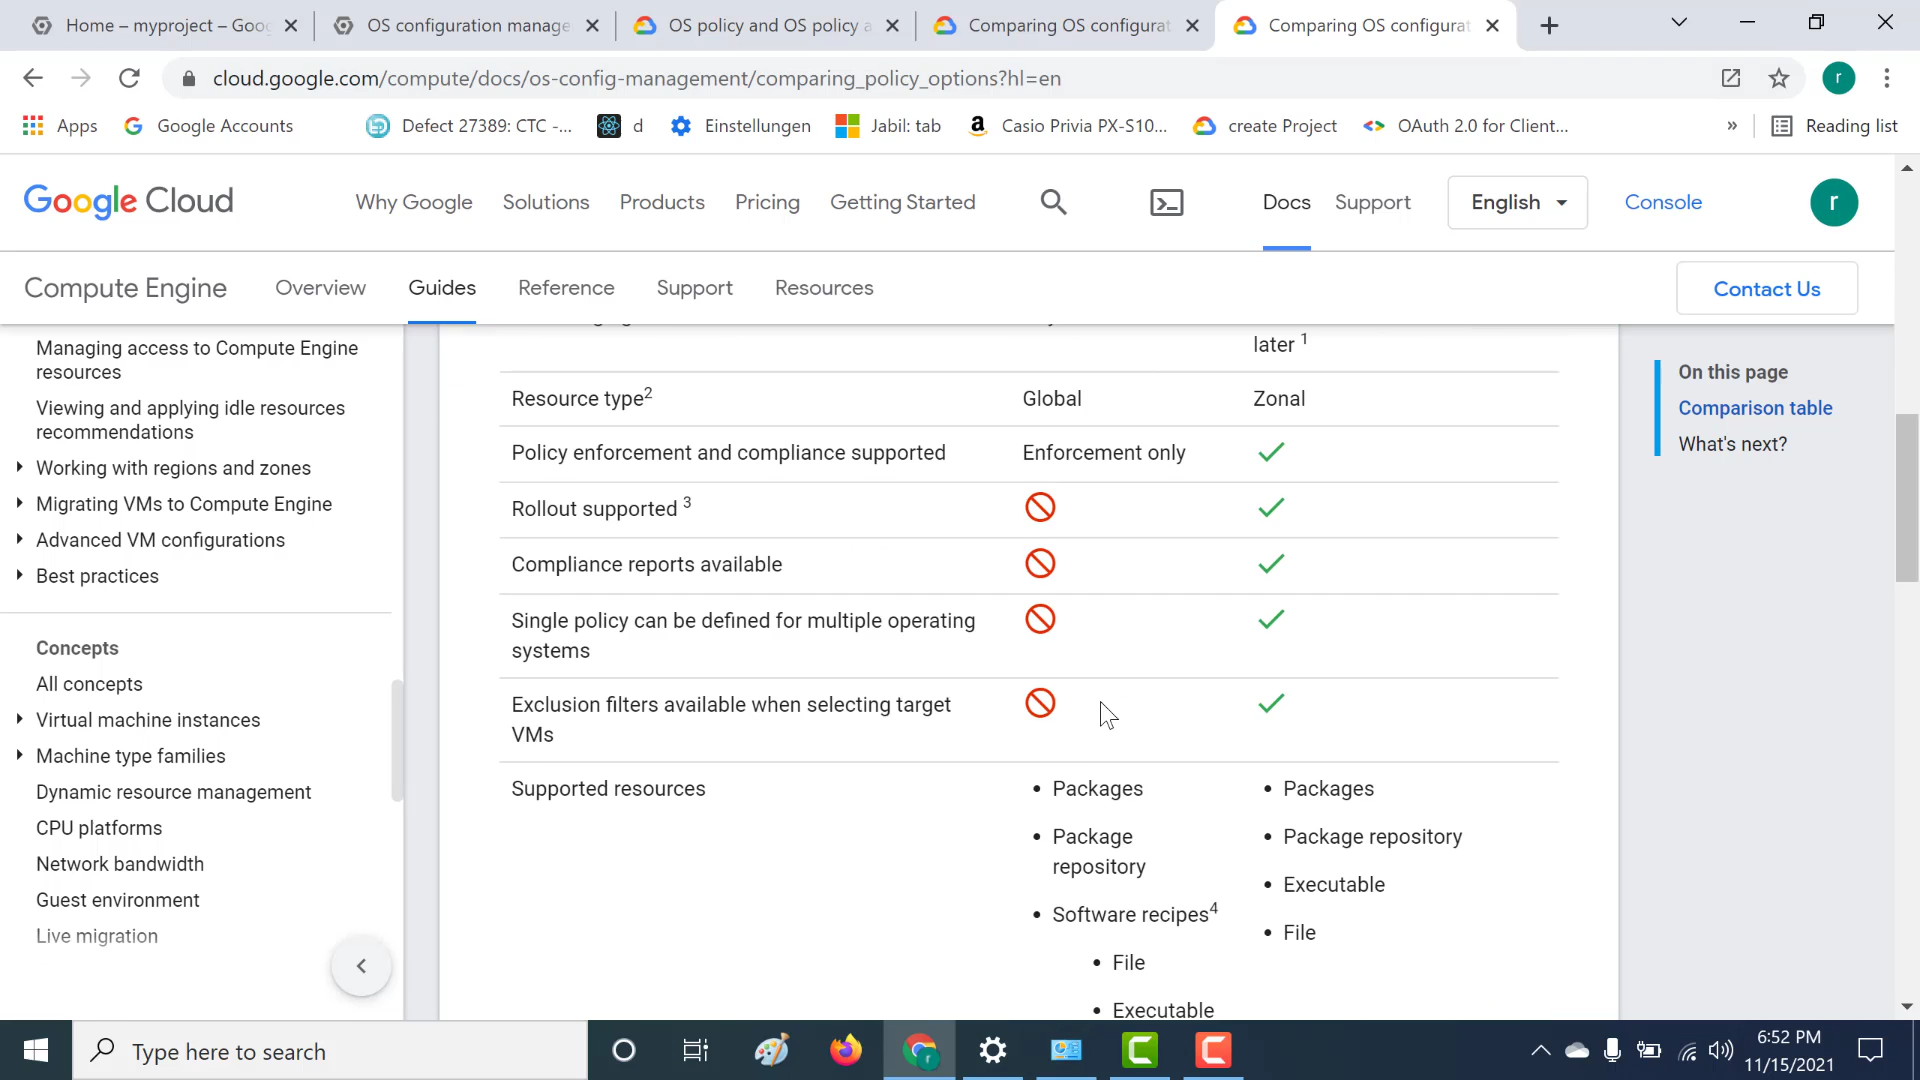 Home – myproject – Goog
OS configuration manage
OS policy and OS policy a
Comparing OS configurat
Comparing OS configurat
cloud.google.com/compute/docs/os-config-management/comparing_policy_options?hl=en
r
Apps
Google Accounts
Defect 27389: CTC -...
d
Einstellungen
Jabil: tab
Casio Privia PX-S10...
create Project
OAuth 2.0 for Client...
»
Reading list
Google Cloud
Why Google
Solutions
Products
Pricing
Getting Started
Docs
Support
English
Console
r
Compute Engine
Overview
Guides
Reference
Support
Resources
Contact Us
Managing access to Compute Engine
resources
Viewing and applying idle resources
recommendations
Working with regions and zones
Migrating VMs to Compute Engine
Advanced VM configurations
Best practices
Concepts
All concepts
Virtual machine instances
Machine type families
Dynamic resource management
CPU platforms
Network bandwidth
Guest environment
Live migration
later 1
Resource type2
Global
Zonal
Policy enforcement and compliance supported
Enforcement only
Rollout supported 3
Compliance reports available
Single policy can be defined for multiple operating
systems
Exclusion filters available when selecting target
VMs
Supported resources
• Packages
• Package
repository
• Software recipes4
• File
• Executable
• Packages
• Package repository
• Executable
• File
On this page
Comparison table
What's next?
Type here to search
6:52 PM
11/15/2021